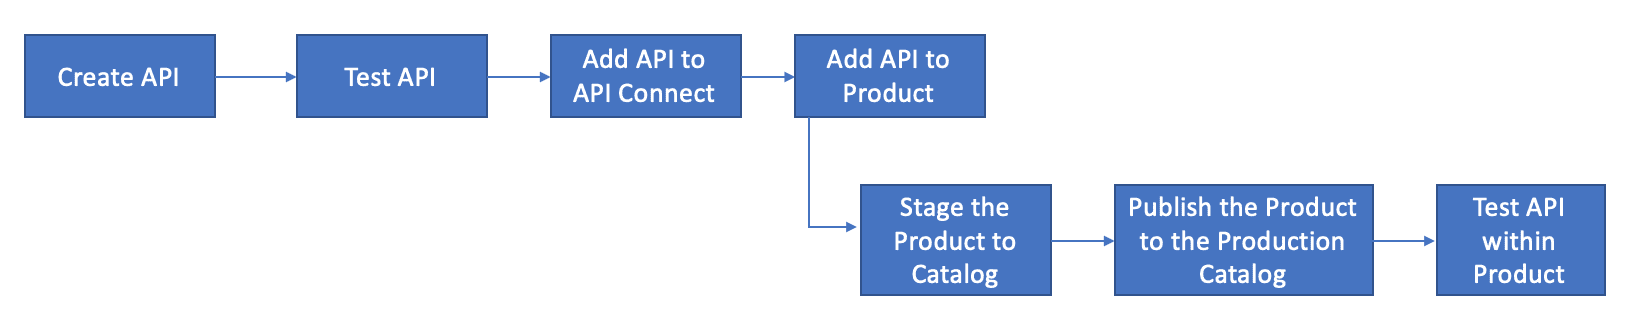 Create API
Test API
Add API to
API Connect
Add API to
Product
Stage the
Product to
Catalog
Publish the Product
to the Production
Catalog
Test API
within
Product